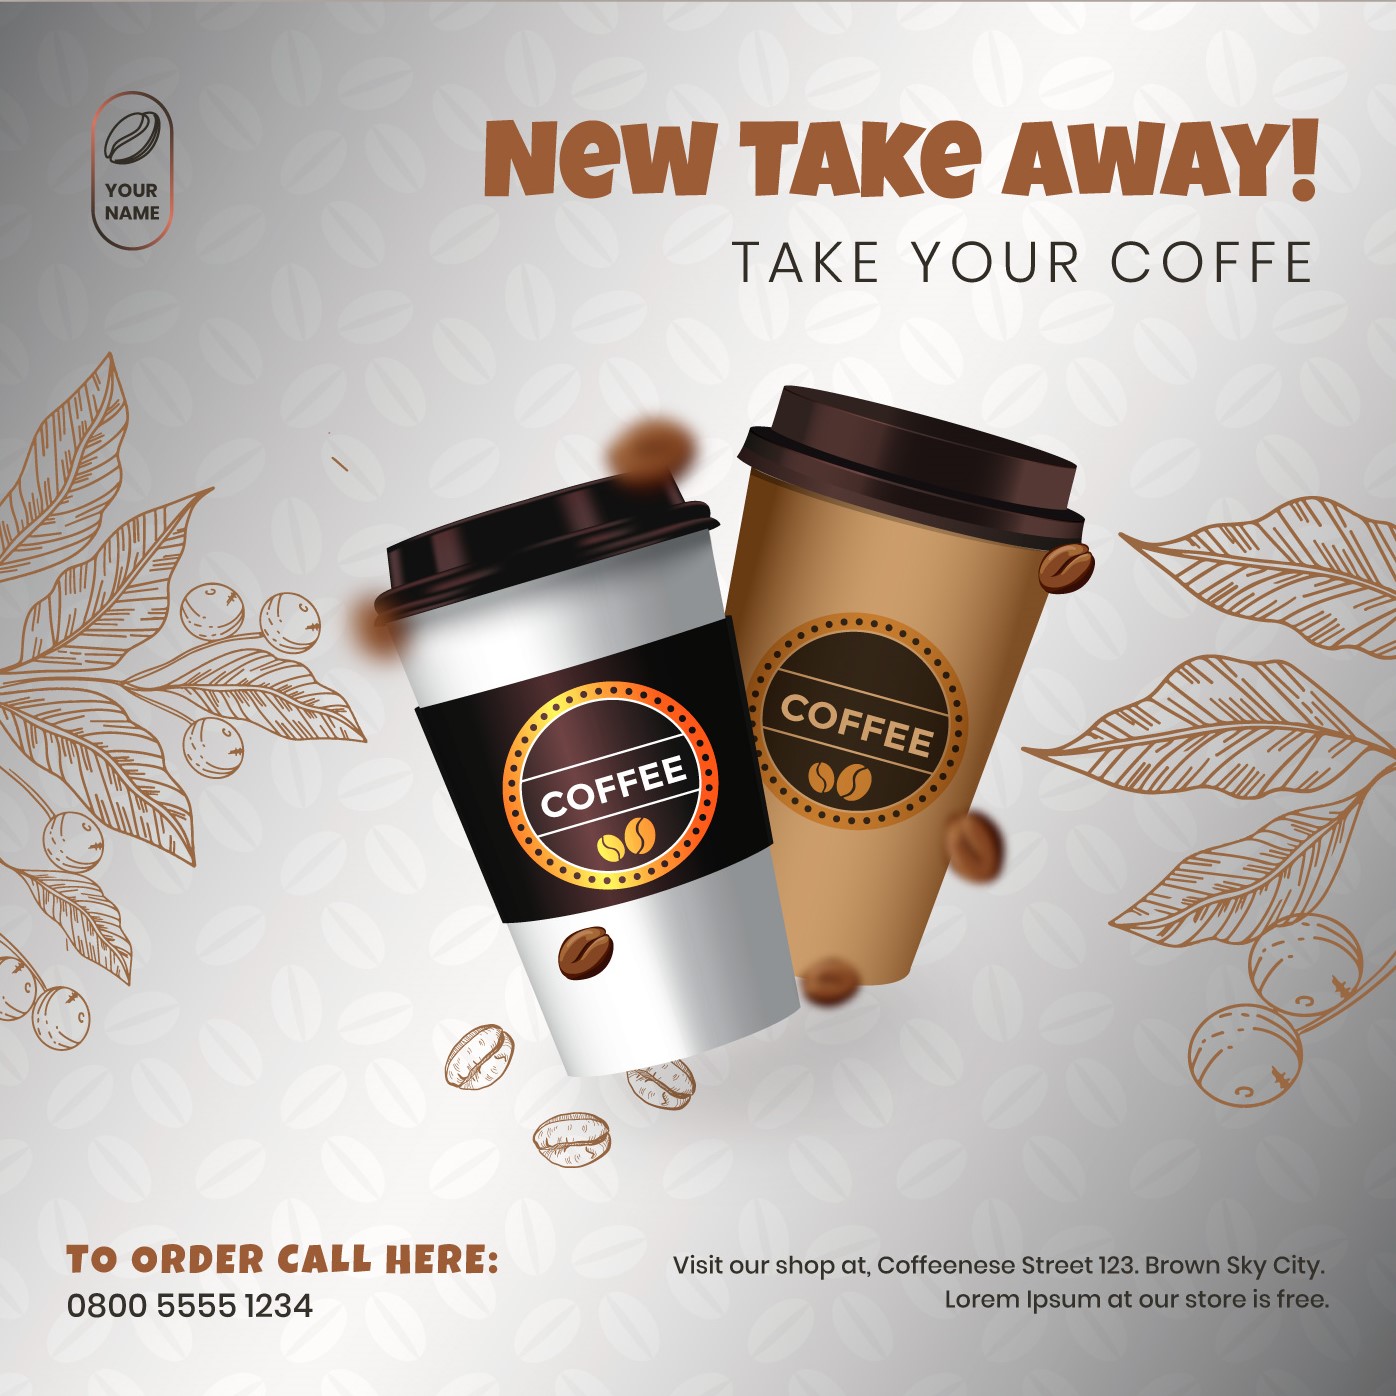 YOUR
NAME
New Take Away!
TAKE YOUR COFFE
COFFEE
COFFEE
TO ORDER CALL HERE:
0800 5555 1234
Visit our shop at, Coffeenese Street 123. Brown Sky City.
Lorem Ipsum at our store is free.